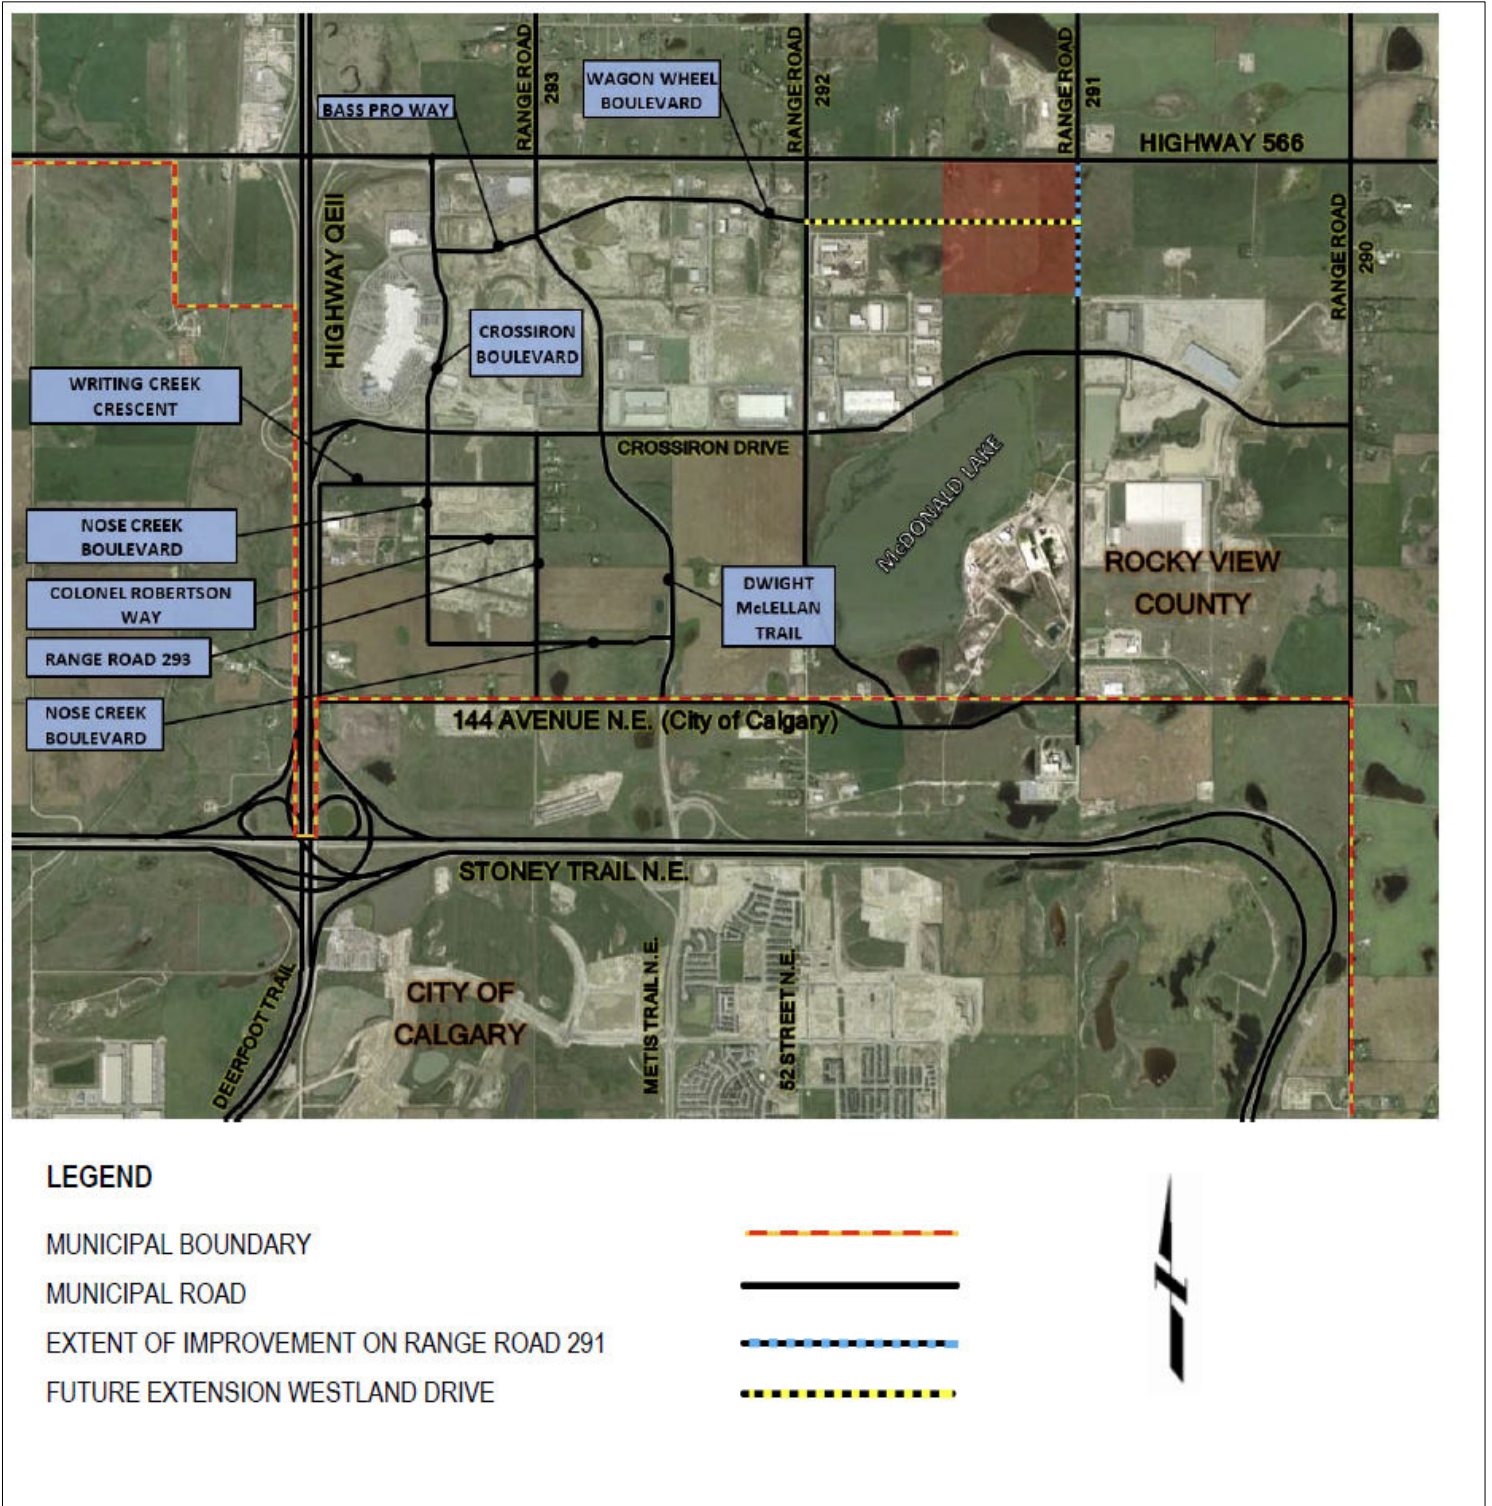 RANGE ROAD
293
RANGE ROAD
292
RANGE ROAD
291
WAGON WHEEL
BOULEVARD
BASS PRO WAY
HIGHWAY 566
HIGHWAY QEII
RANGE ROAD
290
CROSSIRON
BOULEVARD
WRITING CREEK
CRESCENT
CROSSIRON DRIVE
McDONALD LAKE
NOSE CREEK
BOULEVARD
ROCKY VIEW
COUNTY
COLONEL ROBERTSON
WAY
DWIGHT
McLELLAN
TRAIL
RANGE ROAD 293
NOSE CREEK
BOULEVARD
144 AVENUE N.E. (City of Calgary)
STONEY TRAIL N.E.
DEERFOOT TRAIL
CITY OF
CALGARY
METIS TRAIL N.E.
52 STREET N.E.
LEGEND
MUNICIPAL BOUNDARY
MUNICIPAL ROAD
EXTENT OF IMPROVEMENT ON RANGE ROAD 291
FUTURE EXTENSION WESTLAND DRIVE